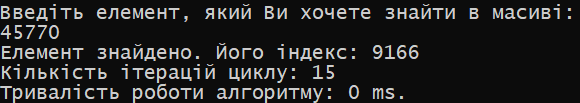 Введіть елемент, який Ви хочете знайти в масиві:
45770
Елемент знайдено. Його індекс: 9166
Кількість ітерацій циклу: 15
Тривалість роботи алгоритму: 0 ms.